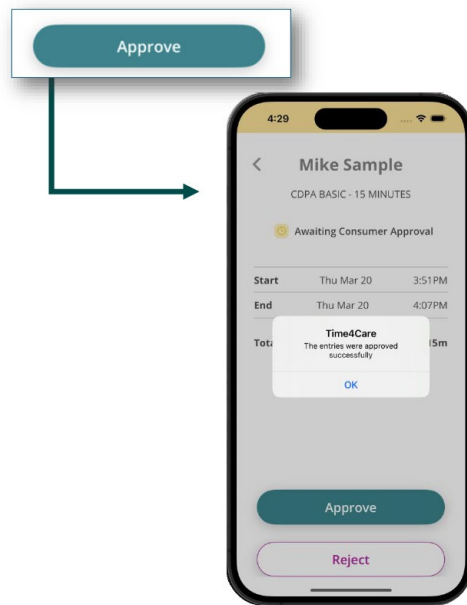 Approve
4:29
Mike Sample
CDPA BASIC - 15 MINUTES
Awaiting Consumer Approval
Start Thu Mar 20 3:51PM
End Thu Mar 20 4:07PM
Time4Care
The entries were approved
successfully
15m
OK
Approve
Reject